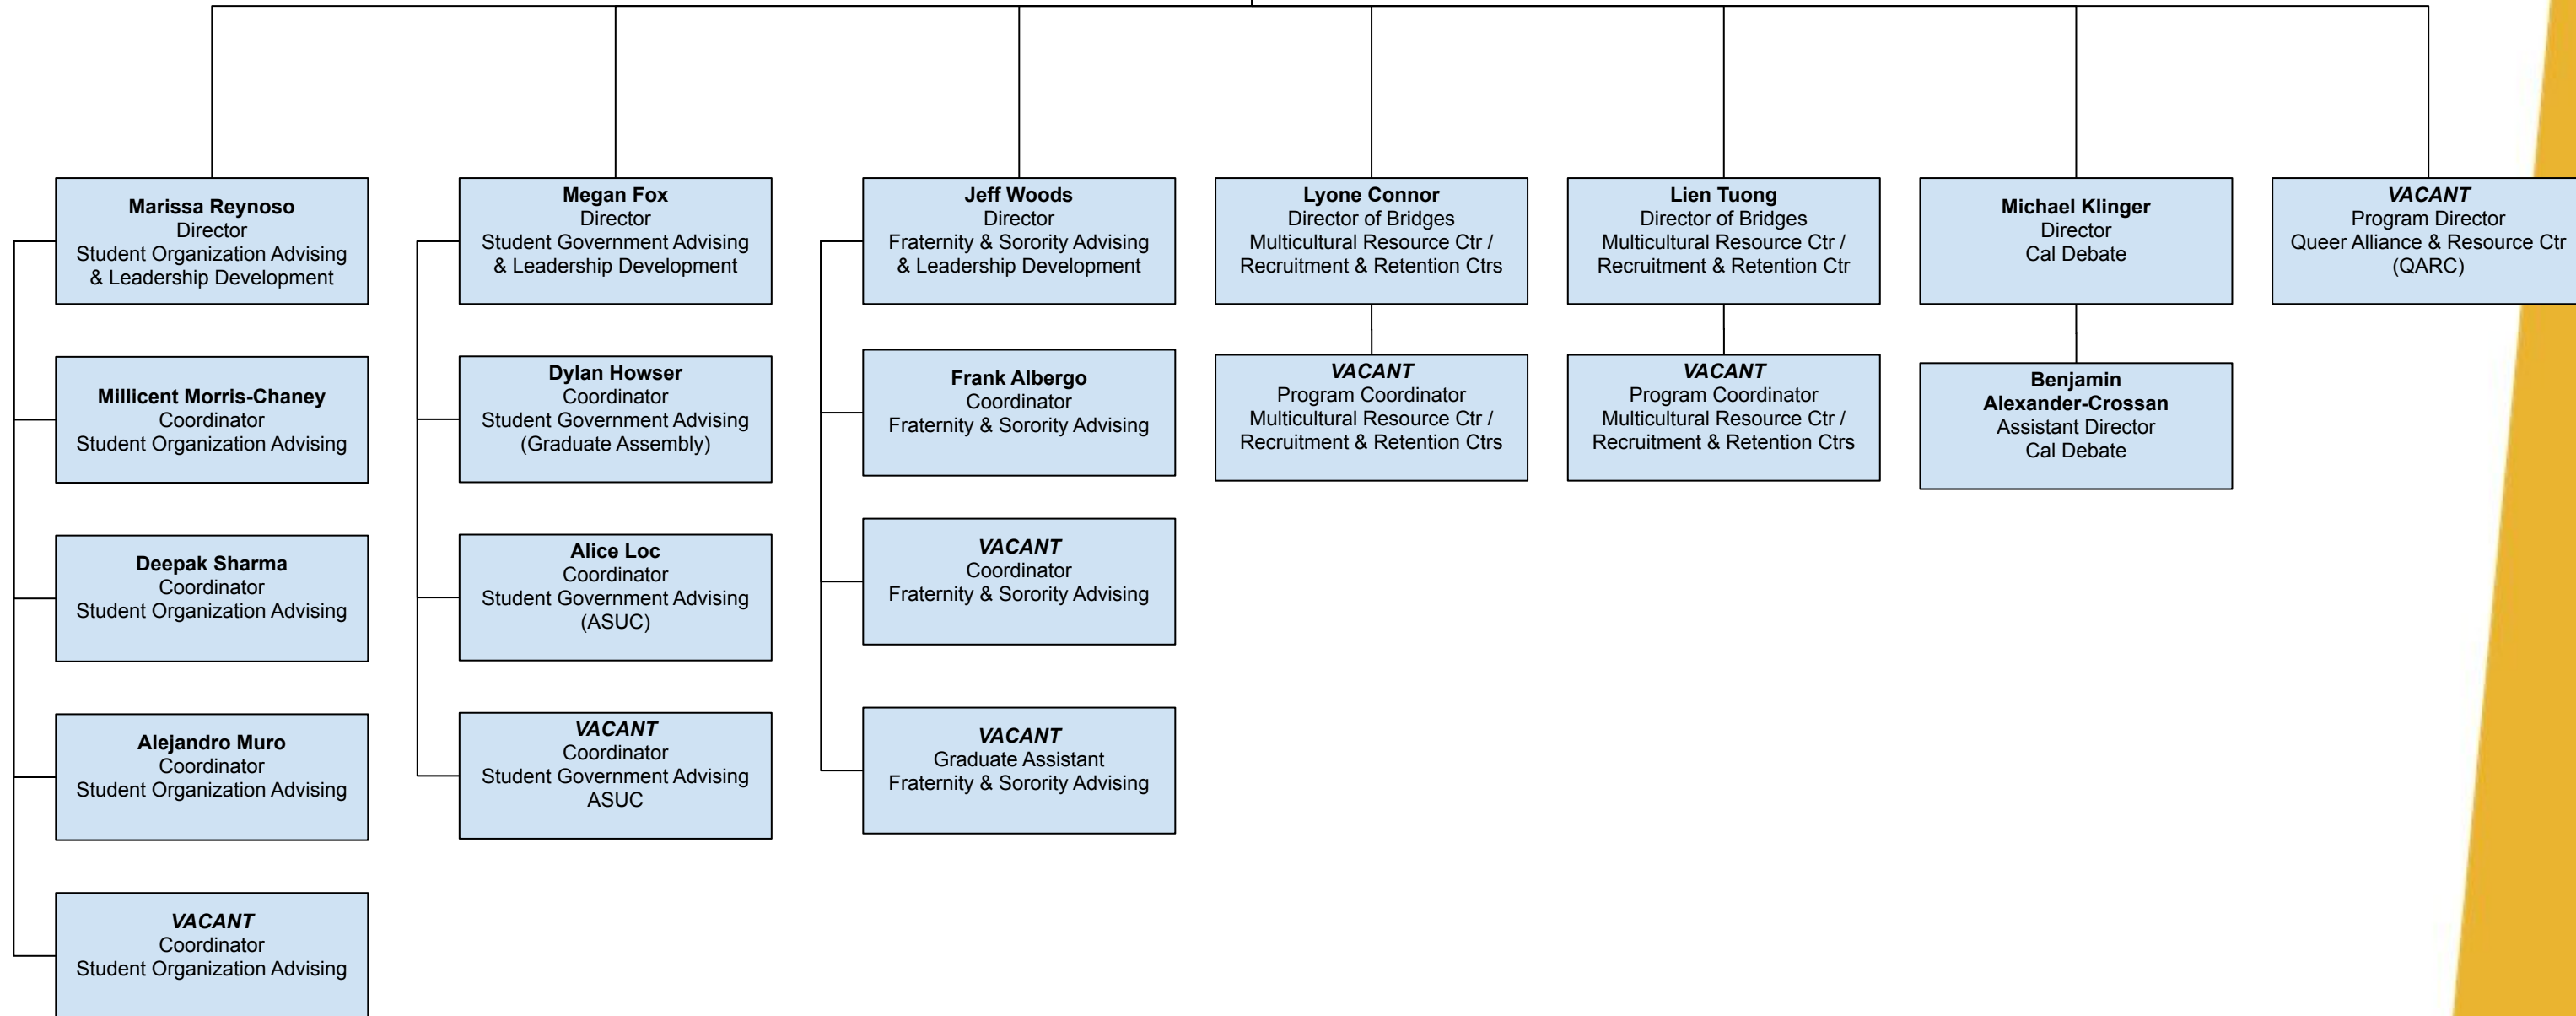 Marissa Reynoso
Director
Student Organization Advising
& Leadership Development
Megan Fox
Director
Student Government Advising
& Leadership Development
Jeff Woods
Director
Fraternity & Sorority Advising
& Leadership Development
Lyone Connor
Director of Bridges
Multicultural Resource Ctr /
Recruitment & Retention Ctrs
Lien Tuong
Director of Bridges
Multicultural Resource Ctr /
Recruitment & Retention Ctr
Michael Klinger
Director
Cal Debate
VACANT
Program Director
Queer Alliance & Resource Ctr
(QARC)
Millicent Morris-Chaney
Coordinator
Student Organization Advising
Dylan Howser
Coordinator
Student Government Advising
(Graduate Assembly)
Frank Albergo
Coordinator
Fraternity & Sorority Advising
VACANT
Program Coordinator
Multicultural Resource Ctr /
Recruitment & Retention Ctrs
VACANT
Program Coordinator
Multicultural Resource Ctr /
Recruitment & Retention Ctrs
Benjamin
Alexander-Crossan
Assistant Director
Cal Debate
Deepak Sharma
Coordinator
Student Organization Advising
Alice Loc
Coordinator
Student Government Advising
(ASUC)
VACANT
Coordinator
Fraternity & Sorority Advising
Alejandro Muro
Coordinator
Student Organization Advising
VACANT
Coordinator
Student Government Advising
ASUC
VACANT
Graduate Assistant
Fraternity & Sorority Advising
VACANT
Coordinator
Student Organization Advising